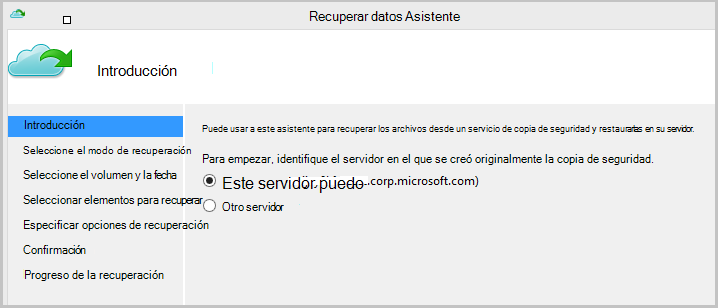 Recuperar datos Asistente
Introducción
Introducción
Seleccione el modo de recuperación
Seleccione el volumen y la fecha
Seleccionar elementos para recuperar
Especificar opciones de recuperación
Confirmación
Progreso de la recuperación
Puede usar a este asistente para recuperar los archivos desde un servicio de copia de seguridad y restaurarlas en su servidor.
Para empezar, identifique el servidor en el que se creó originalmente la copia de seguridad.
Este servidor puedo .corp.microsoft.com)
Otro servidor